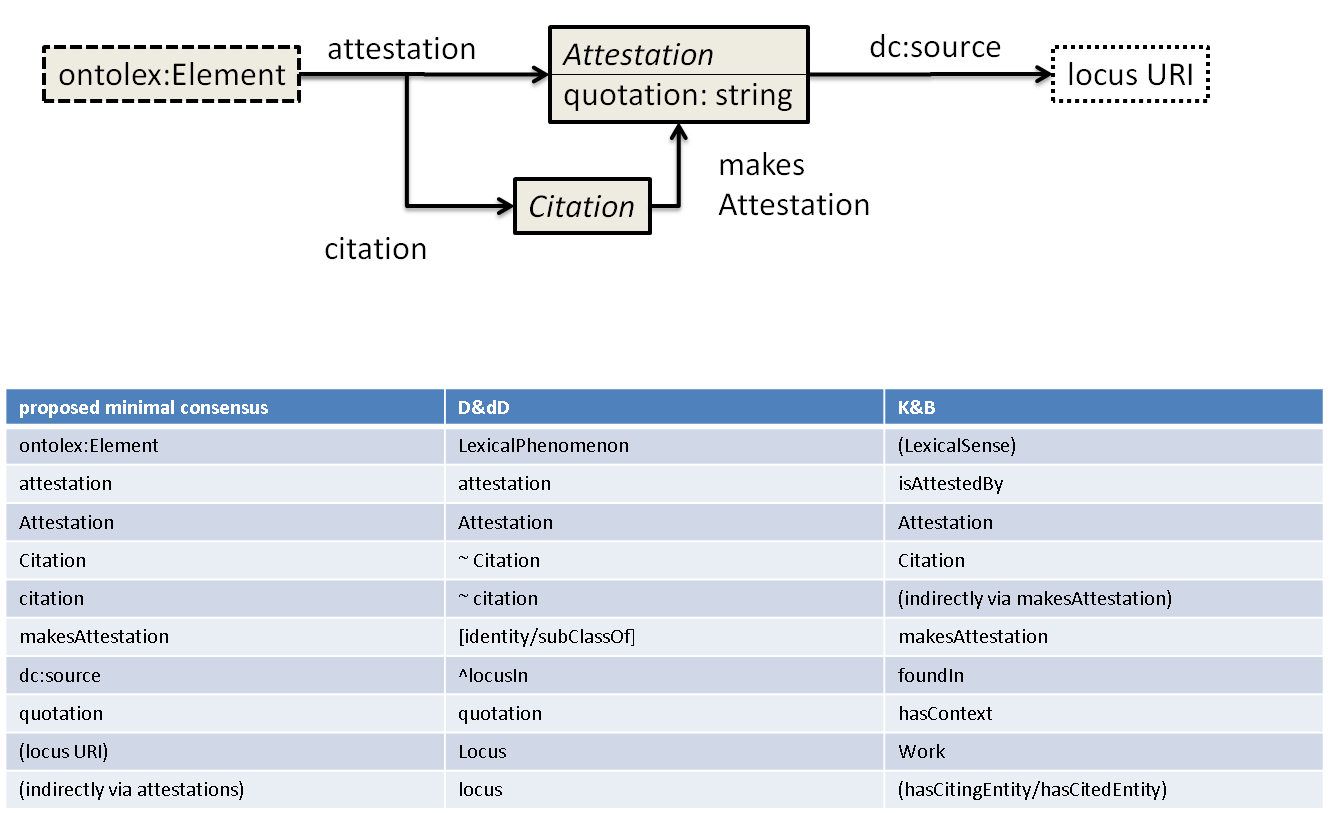 attestation
dc:source
ontolex:Element
Attestation
quotation: string
locus URI
makes
Attestation
Citation
citation
proposed minimal consensus D&dD K&B
ontolex:Element LexicalPhenomenon (LexicalSense)
attestation attestation isAttestedBy
Attestation Attestation Attestation
Citation ~ Citation Citation
citation ~ citation (indirectly via makesAttestation)
makesAttestation [identity/subClassOf] makesAttestation
dc:source ^locusIn foundIn
quotation quotation hasContext
(locus URI) Locus Work
(indirectly via attestations) locus (hasCitingEntity/hasCitedEntity)